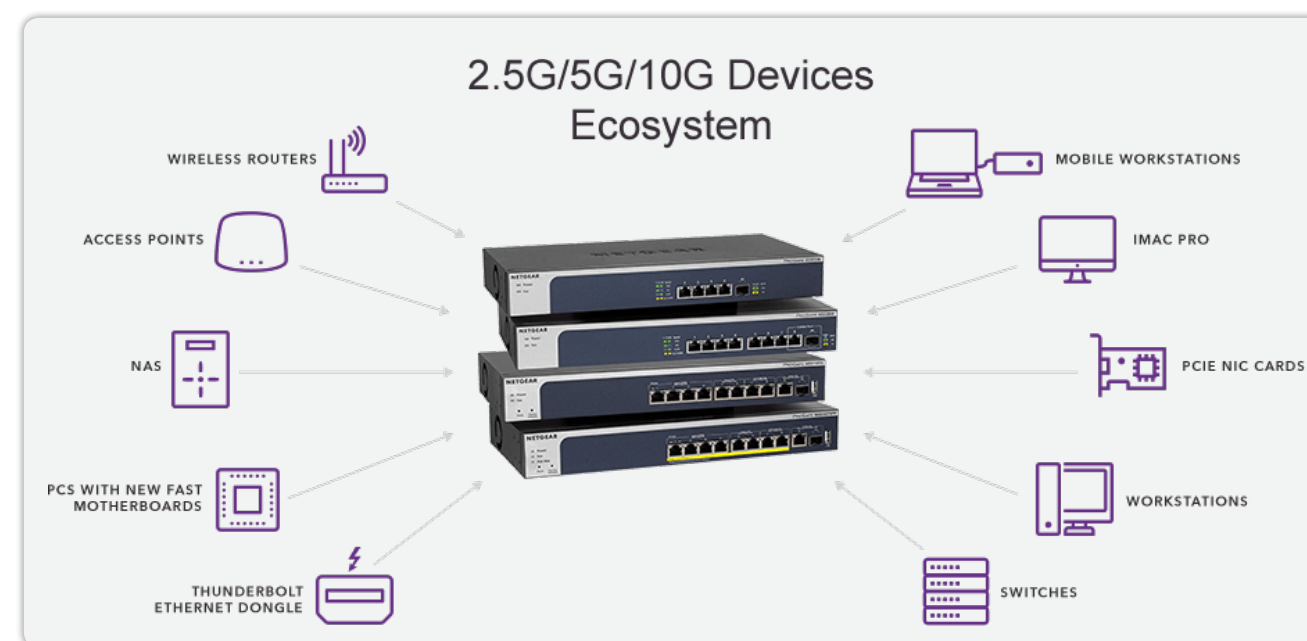 2.5G/5G/10G Devices
Ecosystem
WIRELESS ROUTERS
MOBILE WORKSTATIONS
ACCESS POINTS
IMAC PRO
NETGEAR
NETGEAR
NAS
PCIE NIC CARDS
NETGEAR
NETGEAR
PCS WITH NEW FAST
MOTHERBOARDS
WORKSTATIONS
THUNDERBOLT
ETHERNET DONGLE
SWITCHES